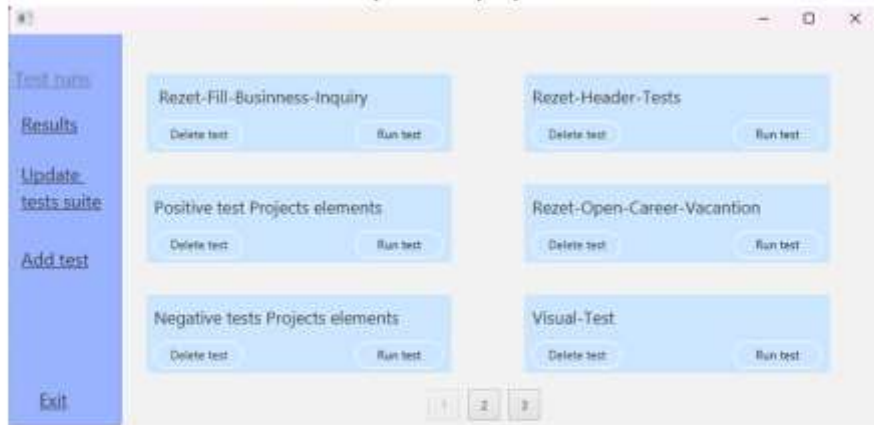 Test runs
Results
Update
tests suite
Add test
Exit
Rezet-Fill-Businness-Inquiry
Delete test Run test
Rezet-Header-Tests
Delete test Run test
Positive test Projects elements
Delete test Run test
Rezet-Open-Career-Vacantion
Delete test Run test
Negative tests Projects elements
Delete test Run test
Visual-Test
Delete test Run test
1 2 3